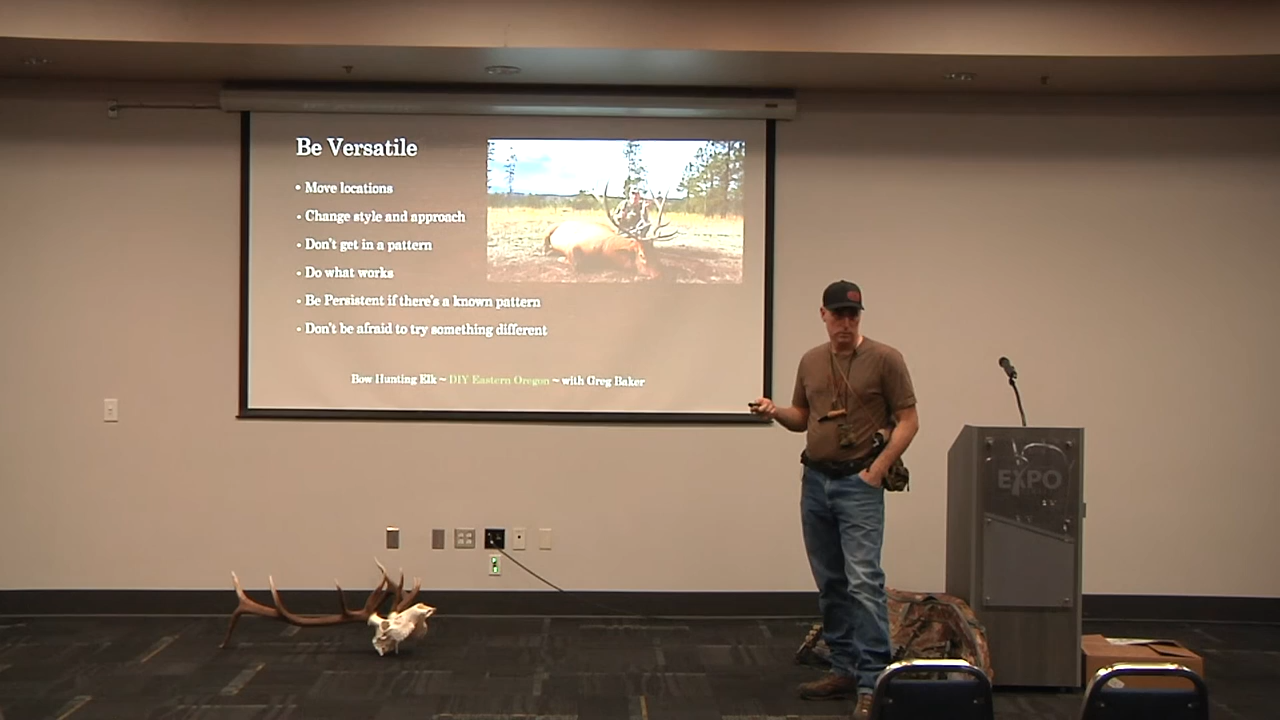 Be Versatile
• Move locations
• Change style and approach
• Don't get in a pattern
• Do what works
• Be Persistent if there's a known pattern
• Don't be afraid to try something different
Bow Hunting Elk ~ DIY Eastern Oregon ~ with Greg Baker
EXPO